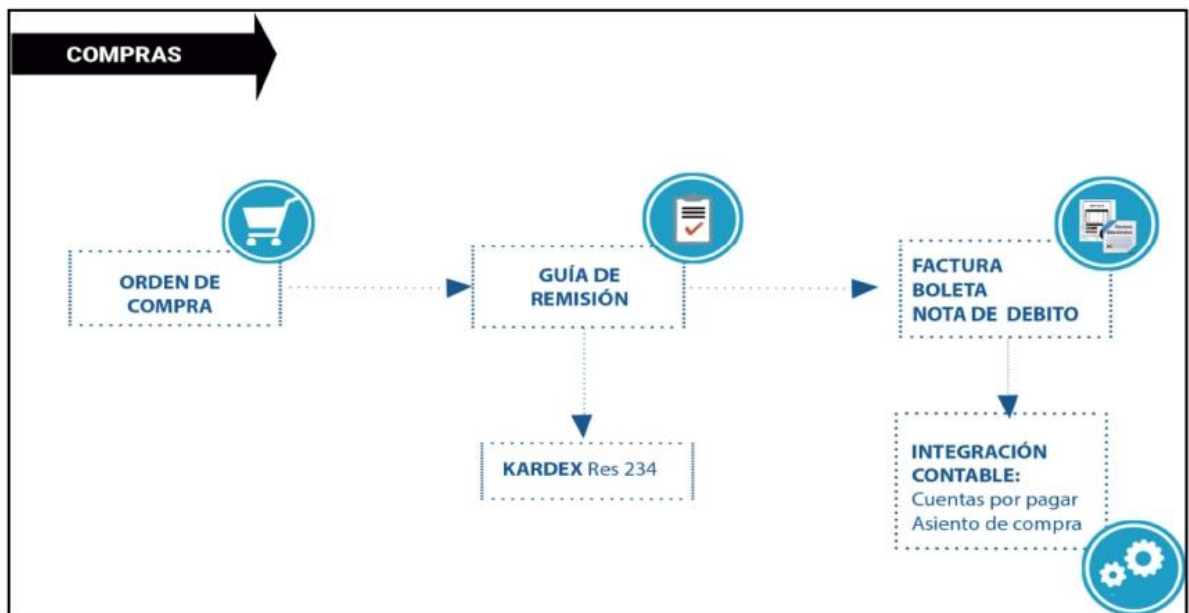 COMPRAS
ORDEN DE
COMPRA
GUÍA DE
REMISIÓN
FACTURA
BOLETA
NOTA DE DEBITO
KARDEX Res 234
INTEGRACIÓN
CONTABLE:
Cuentas por pagar
Asiento de compra